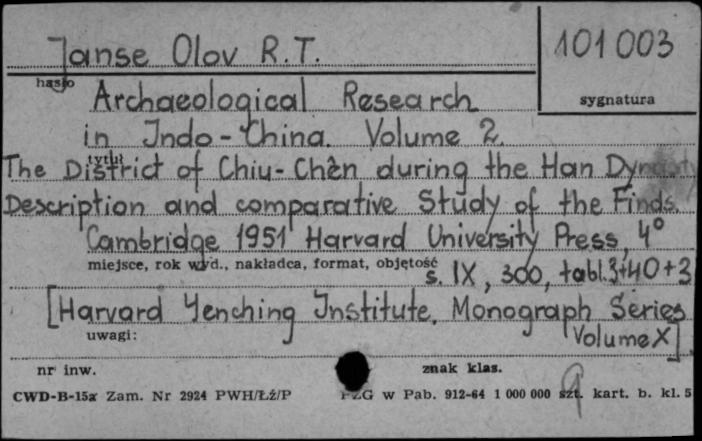 Janse Olov R.T.
101 003
hasło
sygnatura
Archaeological Research
in Indo-China. Volume 2.
tytuł
The District of Chiu-Chên during the Han Dynasty
Description and comparative Study of the Finds.
Cambridge 1951 Harvard University Press, 4°
miejsce, rok wyd., nakładca, format, objętość
s. IX, 300, tabl. 3+40+3
[Harvard Yenching Institute. Monograph Series
uwagi:
Volume X].
nr inw.
znak klas.
CWD-B-15a Zam. Nr 2924 PWH/Łź/P
PZG w Pab. 912-64 1 000 000 szt. kart. b. kl. 5